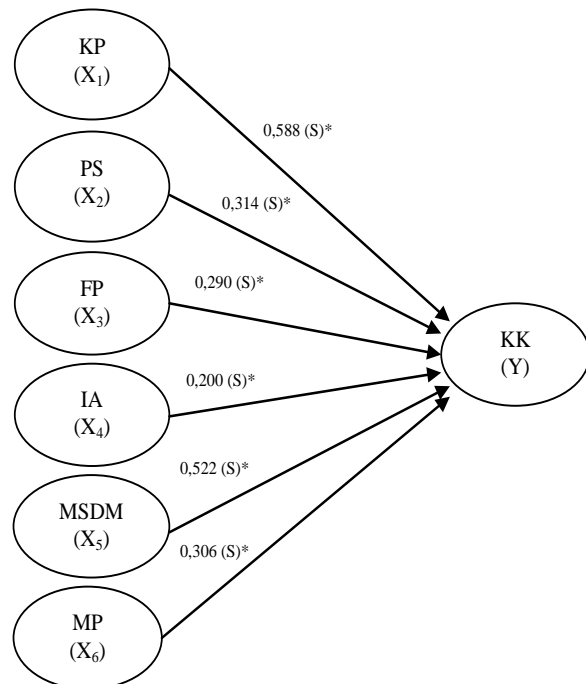 KP
(X₁)
0,588 (S)*
PS
(X₂)
0,314 (S)*
FP
(X₃)
0,290 (S)*
KK
(Y)
IA
(X₄)
0,200 (S)*
MSDM
(X₅)
0,522 (S)*
MP
(X₆)
0,306 (S)*